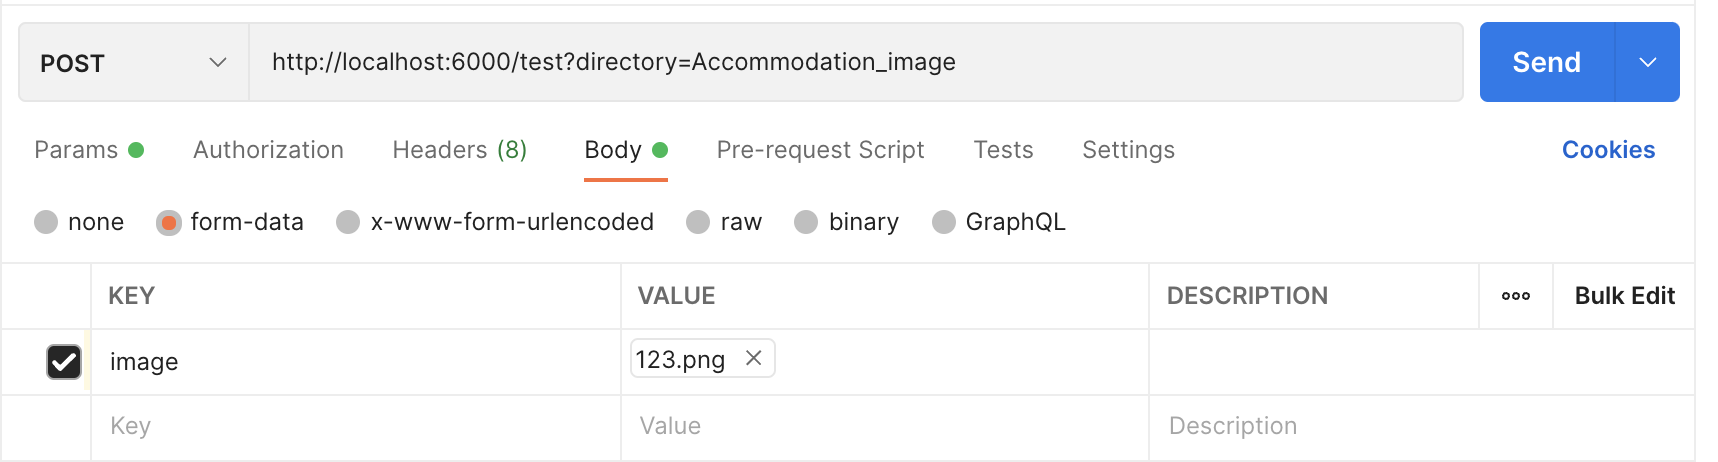 POST http://localhost:6000/test?directory=Accommodation_image Send
Params Authorization Headers (8) Body Pre-request Script Tests Settings Cookies
none form-data x-www-form-urlencoded raw binary GraphQL
KEY VALUE DESCRIPTION ooo Bulk Edit
image 123.png
Key Value Description